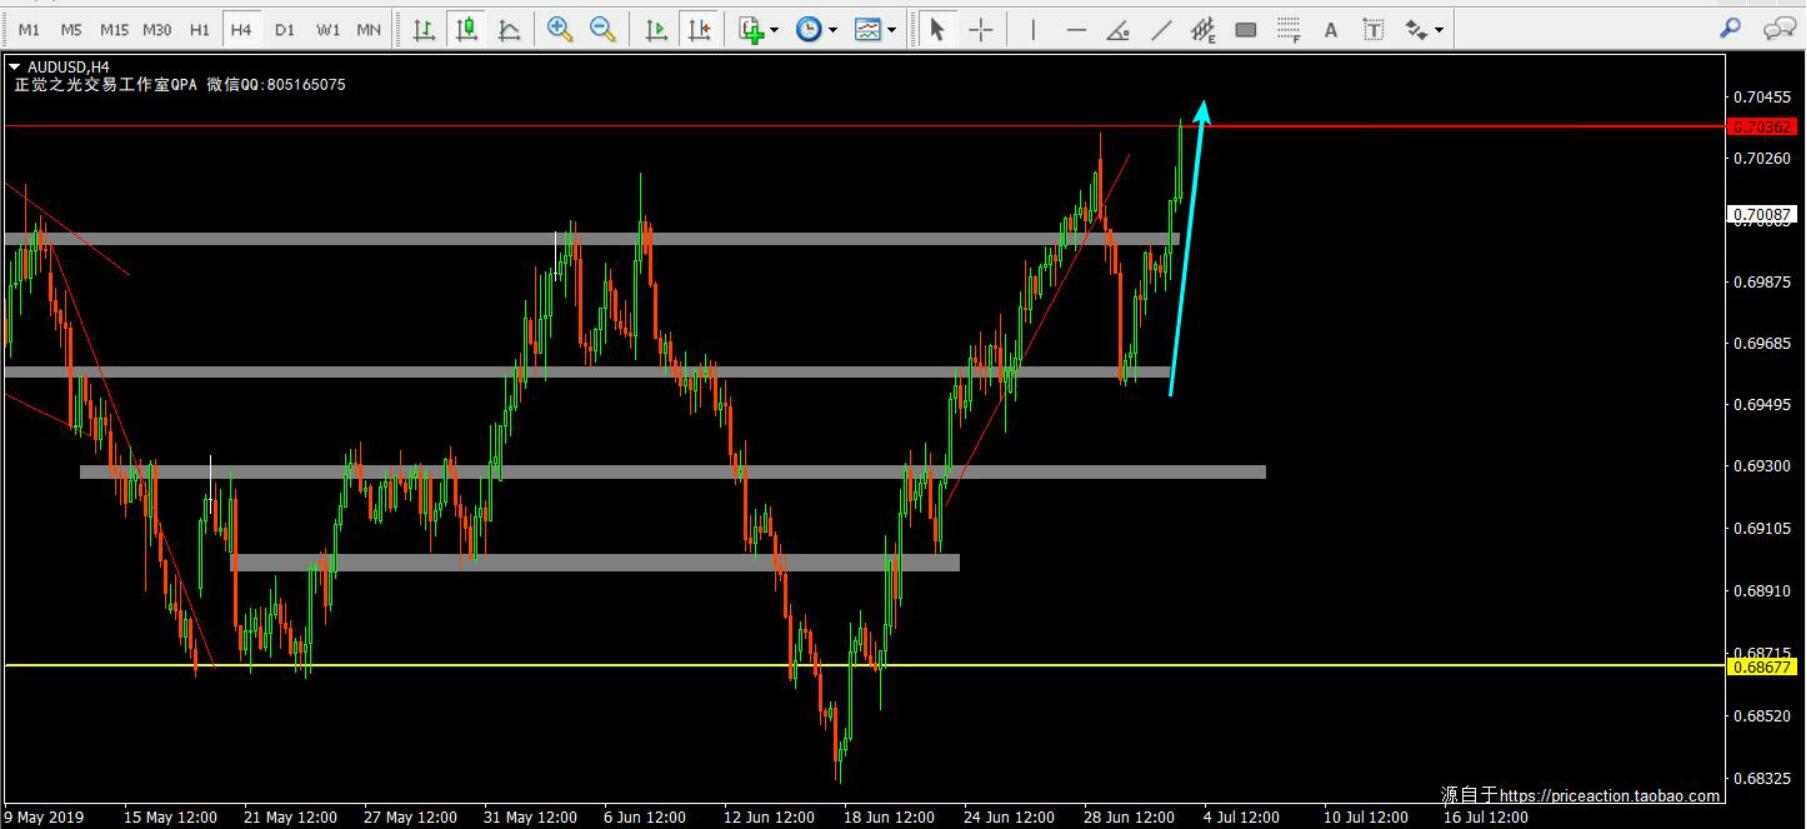 M1 M5 M15 M30 H1 H4 D1 W1 MN
E F A T
AUDUSD,H4
正觉之光交易工作室QPA 微信QQ:805165075
0.70455
0.70362
0.70260
0.70087
0.69875
0.69685
0.69495
0.69300
0.69105
0.68910
0.68715
0.68677
0.68520
0.68325
源自于https://priceaction.taobao.com
9 May 2019 15 May 12:00 21 May 12:00 27 May 12:00 31 May 12:00 6 Jun 12:00 12 Jun 12:00 18 Jun 12:00 24 Jun 12:00 28 Jun 12:00 4 Jul 12:00 10 Jul 12:00 16 Jul 12:00